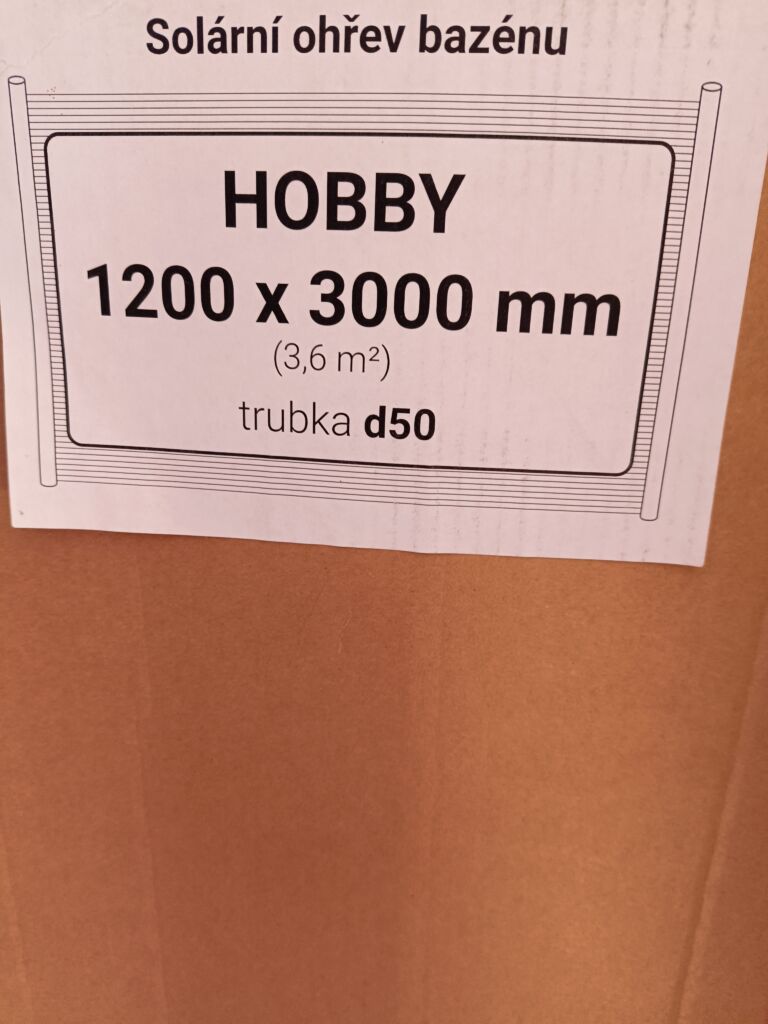 Solární ohřev bazénu
HOBBY
1200 x 3000 mm
(3,6 m²)
trubka d50